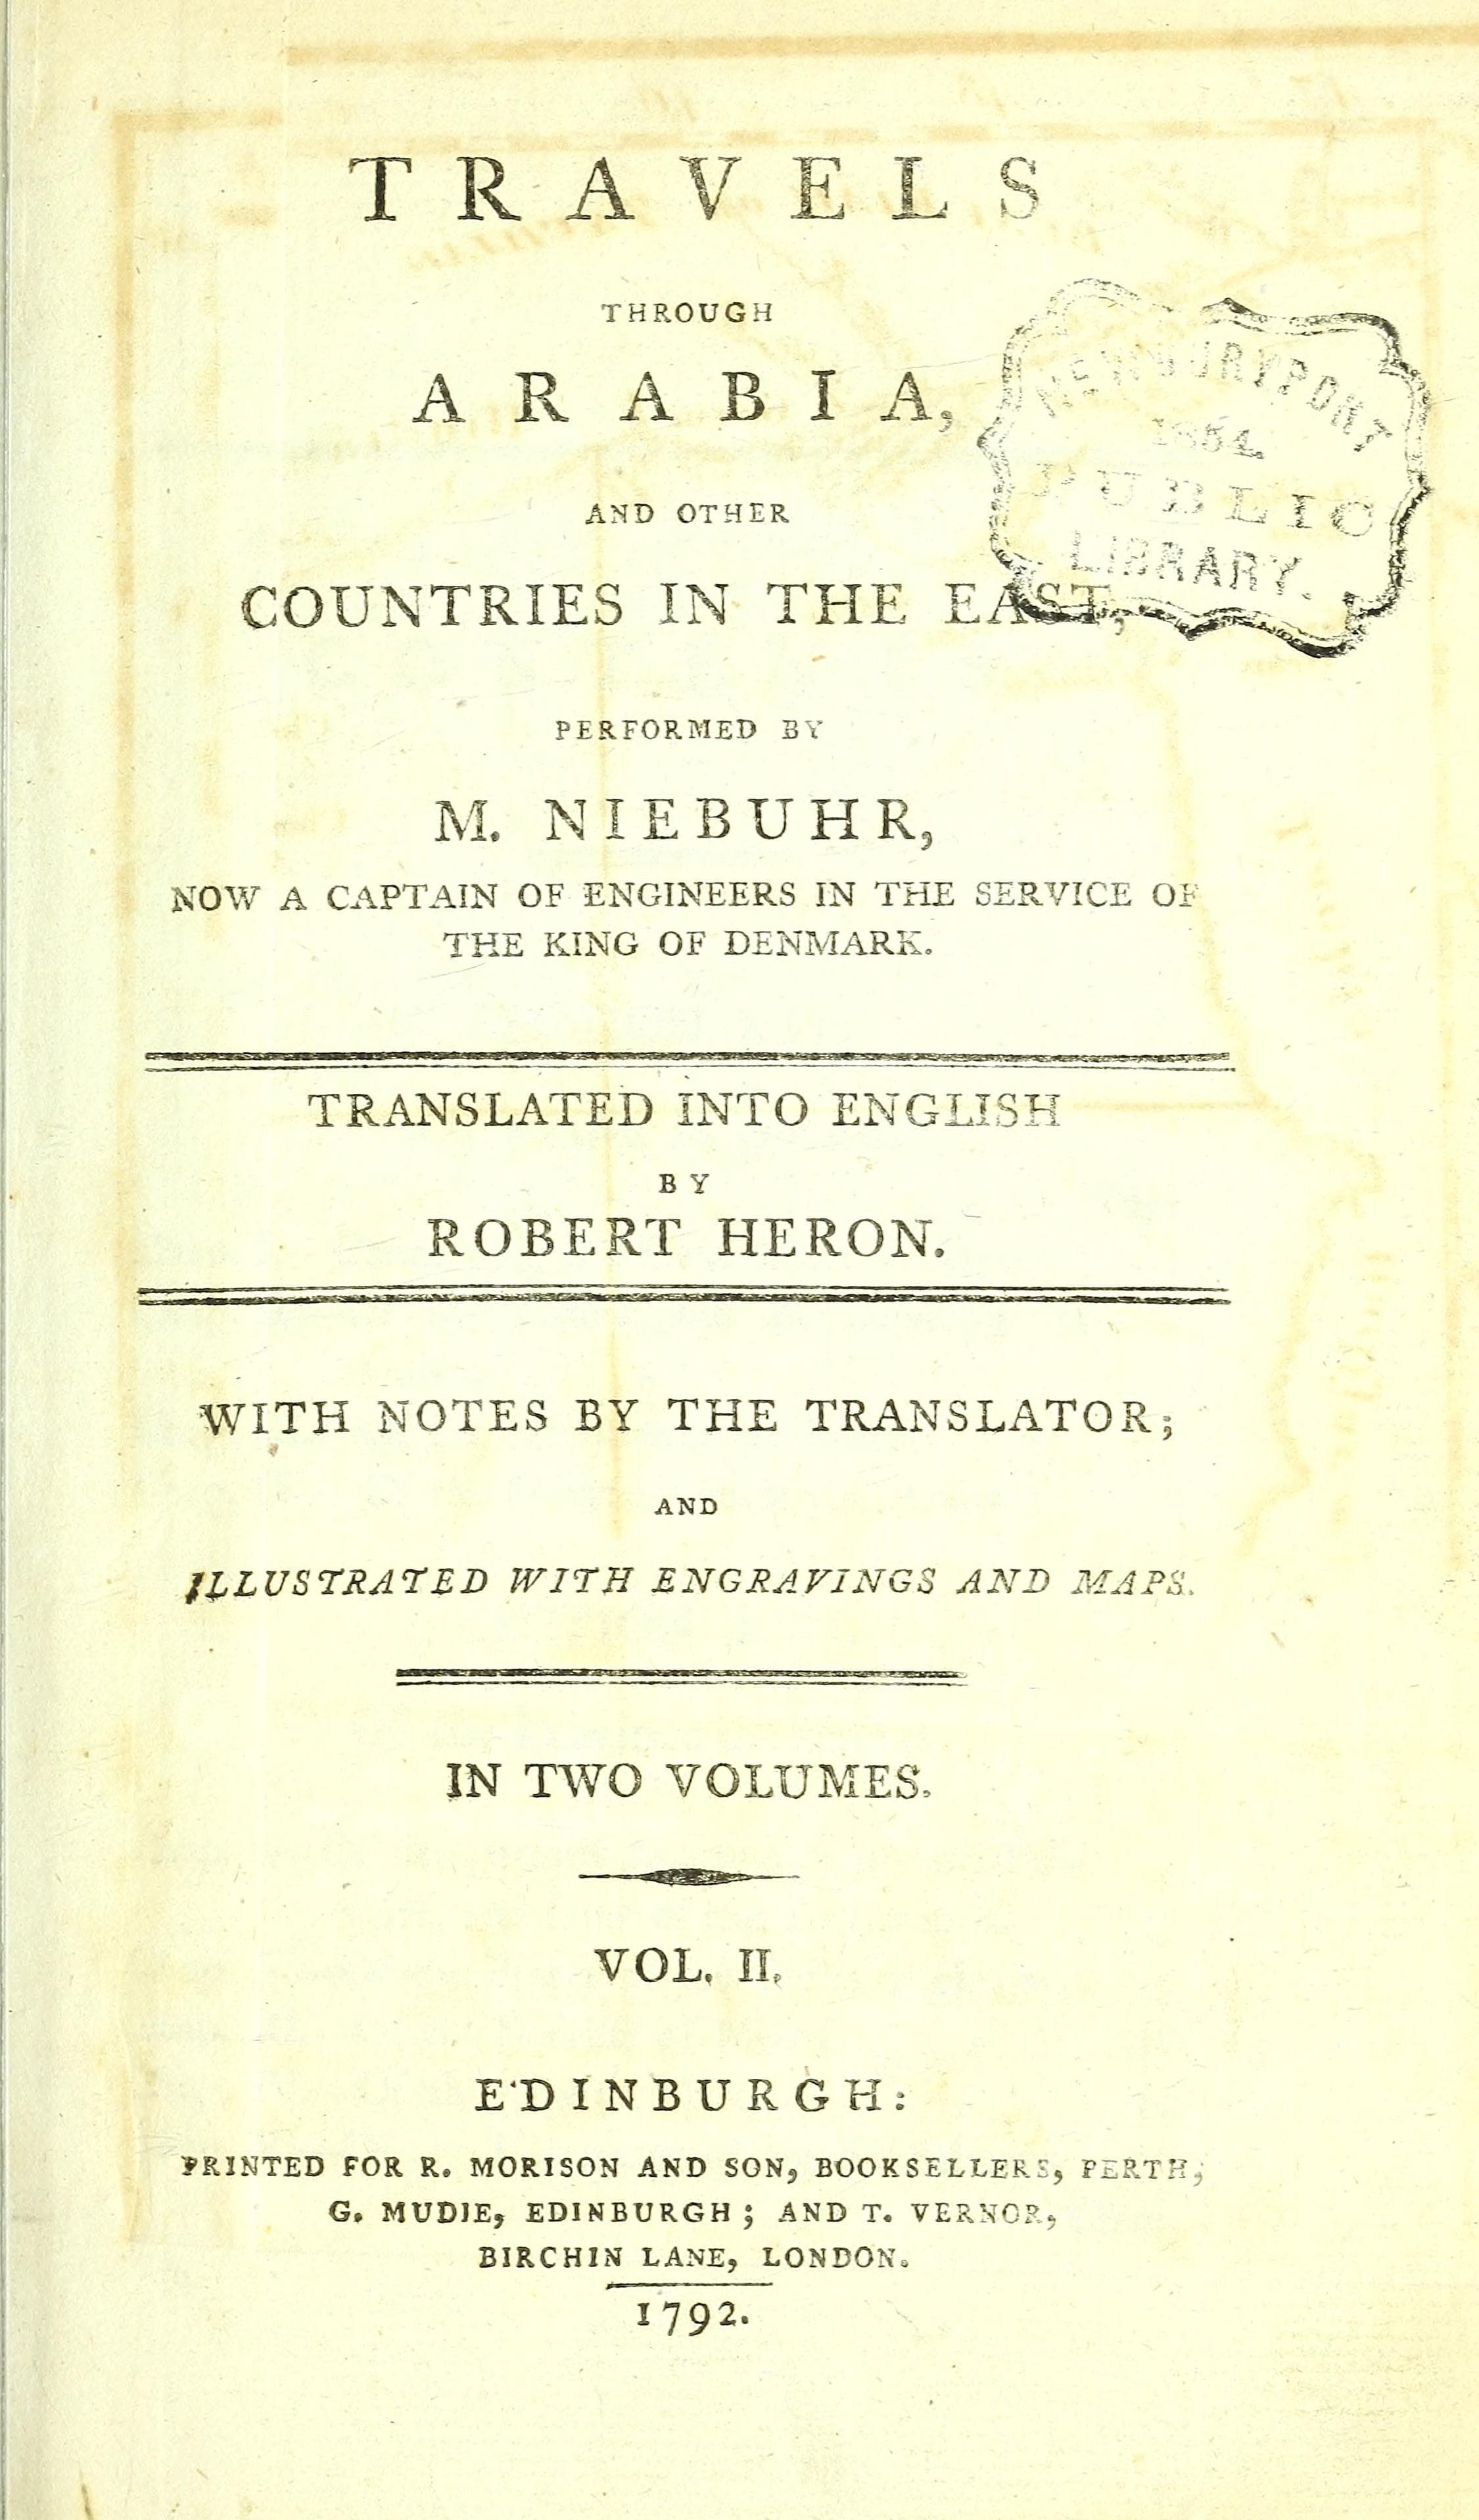 TRAVELS
THROUGH
ARABIA,
AND OTHER
COUNTRIES IN THE EAST,
PERFORMED BY
M. NIEBUHR,
NOW A CAPTAIN OF ENGINEERS IN THE SERVICE OF
THE KING OF DENMARK.
TRANSLATED INTO ENGLISH
BY
ROBERT HERON.
WITH NOTES BY THE TRANSLATOR;
AND
ILLUSTRATED WITH ENGRAVINGS AND MAPS.
IN TWO VOLUMES.
VOL. II.
EDINBURGH:
PRINTED FOR R. MORISON AND SON, BOOKSELLERS, PERTH,
G. MUDIE, EDINBURGH; AND T. VERNOR,
BIRCHIN LANE, LONDON.
1792.
NEWBURYPORT
1854.
PUBLIC
LIBRARY.